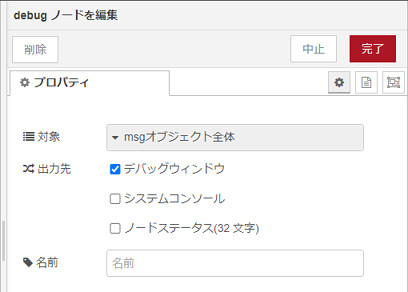 debug ノードを編集
削除 中止 完了
プロパティ
対象 msgオブジェクト全体
出力先 デバッグウィンドウ
システムコンソール
ノードステータス(32 文字)
名前 名前